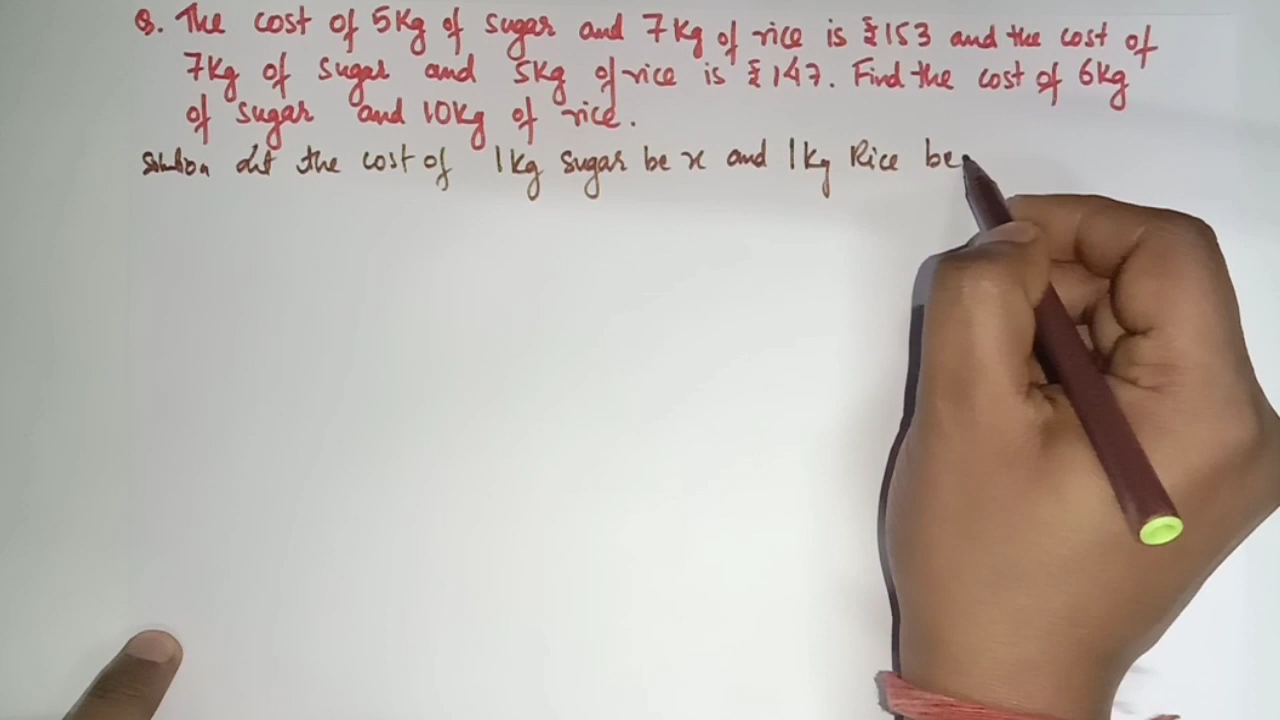 Q. The cost of 5Kg of sugar and 7Kg of rice is ₹153 and the cost of
7Kg of sugar and 5Kg of rice is ₹147. Find the cost of 6Kg
of sugar and 10Kg of rice.
Solution Let the cost of 1Kg sugar be x and 1Kg Rice be